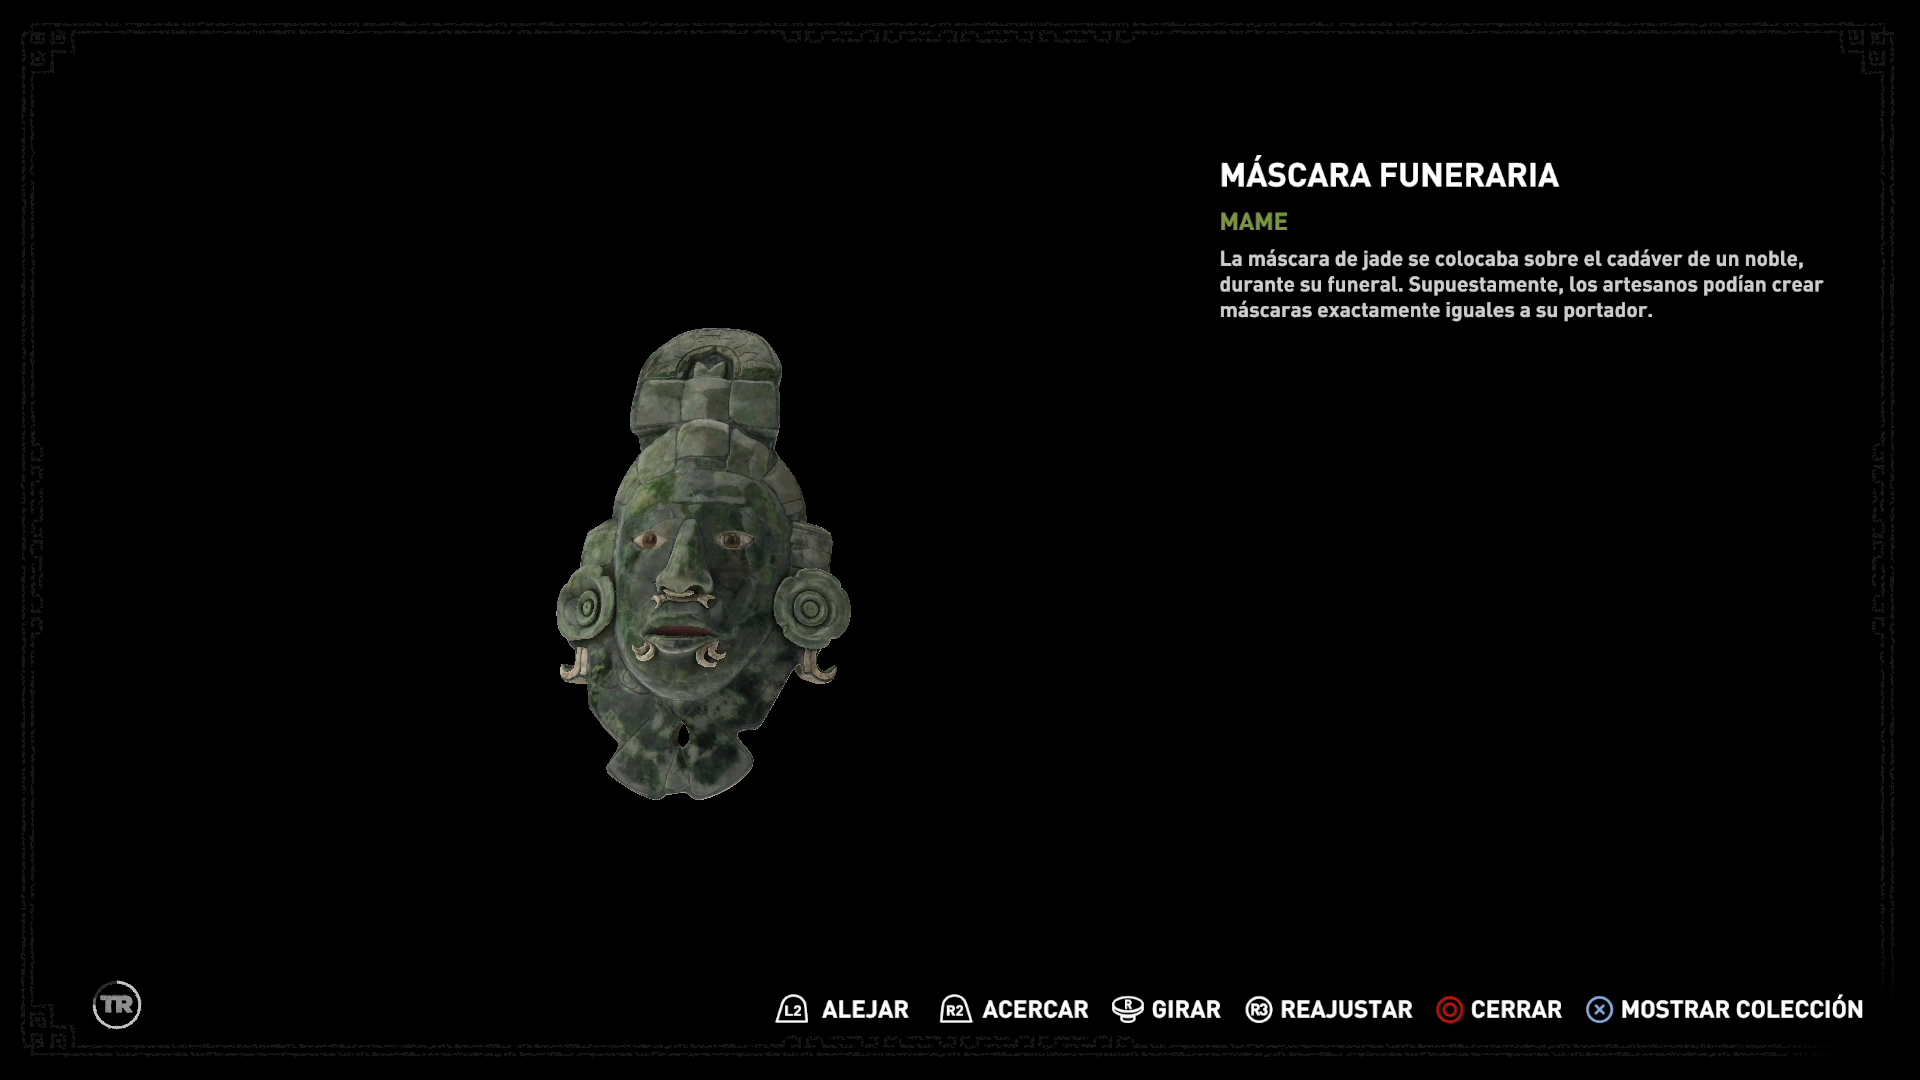 MÁSCARA FUNERARIA
MAME
La máscara de jade se colocaba sobre el cadáver de un noble,
durante su funeral. Supuestamente, los artesanos podían crear
máscaras exactamente iguales a su portador.
TR
L2 ALEJAR R2 ACERCAR R GIRAR R3 REAJUSTAR CERRAR MOSTRAR COLECCIÓN